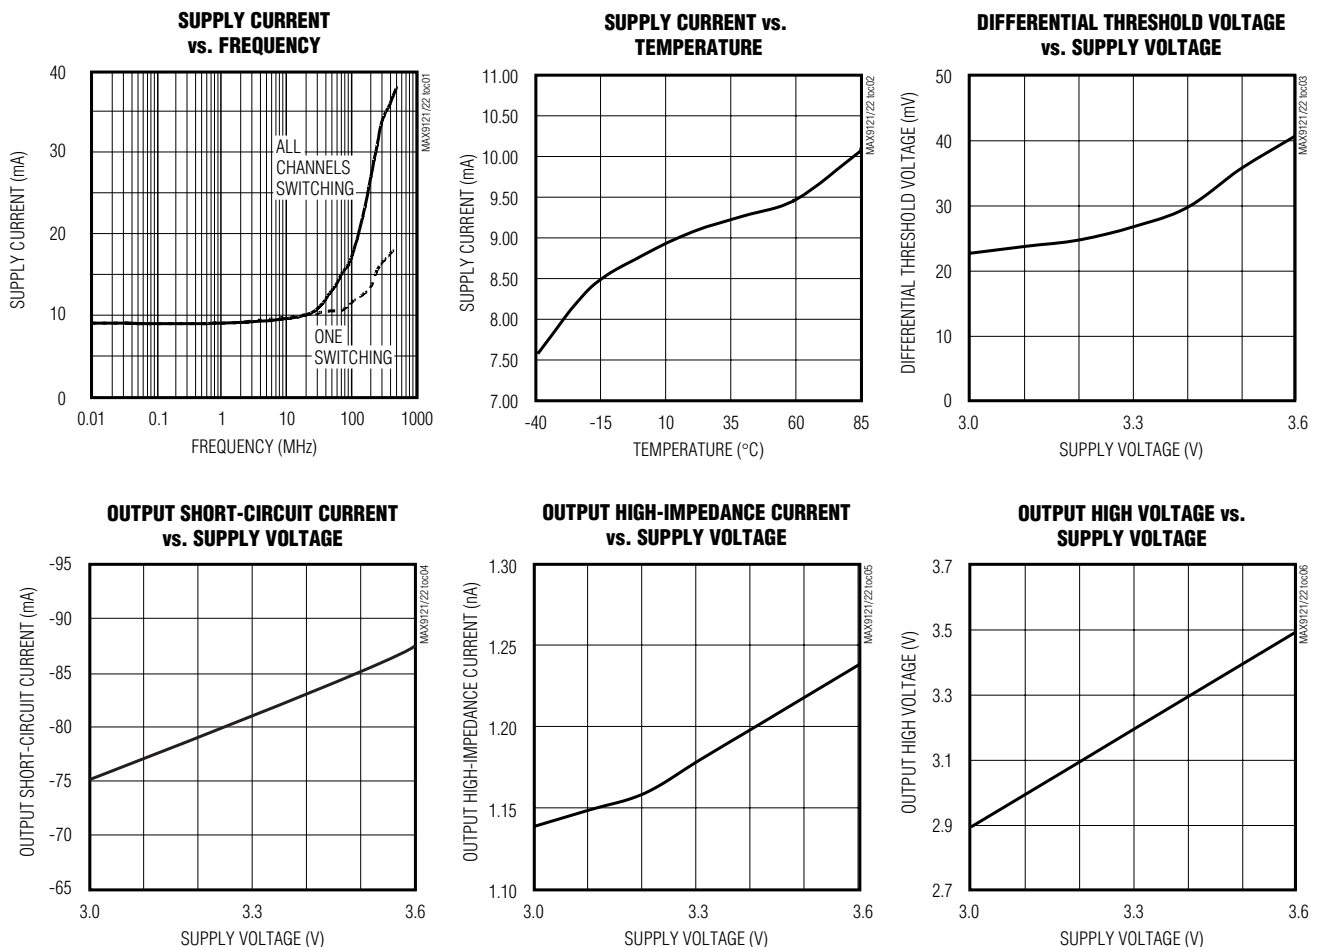 SUPPLY CURRENT
vs. FREQUENCY
40
30
20
10
0
SUPPLY CURRENT (mA)
MAX9121/22 toc01
ALL
CHANNELS
SWITCHING
ONE
SWITCHING
0.01
0.1
1
10
100
1000
FREQUENCY (MHz)
SUPPLY CURRENT vs.
TEMPERATURE
11.00
10.50
10.00
9.50
9.00
8.50
8.00
7.50
7.00
SUPPLY CURRENT (mA)
MAX9121/22 toc02
-40
-15
10
35
60
85
TEMPERATURE (°C)
DIFFERENTIAL THRESHOLD VOLTAGE
vs. SUPPLY VOLTAGE
50
40
30
20
10
0
DIFFERENTIAL THRESHOLD VOLTAGE (mV)
MAX9121/22 toc03
3.0
3.3
3.6
SUPPLY VOLTAGE (V)
OUTPUT SHORT-CIRCUIT CURRENT
vs. SUPPLY VOLTAGE
-95
-90
-85
-80
-75
-70
-65
OUTPUT SHORT-CIRCUIT CURRENT (mA)
MAX9121/22 toc04
3.0
3.3
3.6
SUPPLY VOLTAGE (V)
OUTPUT HIGH-IMPEDANCE CURRENT
vs. SUPPLY VOLTAGE
1.30
1.25
1.20
1.15
1.10
OUTPUT HIGH-IMPEDANCE CURRENT (nA)
MAX9121/22 toc05
3.0
3.3
3.6
SUPPLY VOLTAGE (V)
OUTPUT HIGH VOLTAGE vs.
SUPPLY VOLTAGE
3.7
3.5
3.3
3.1
2.9
2.7
OUTPUT HIGH VOLTAGE (V)
MAX9121/22 toc06
3.0
3.3
3.6
SUPPLY VOLTAGE (V)